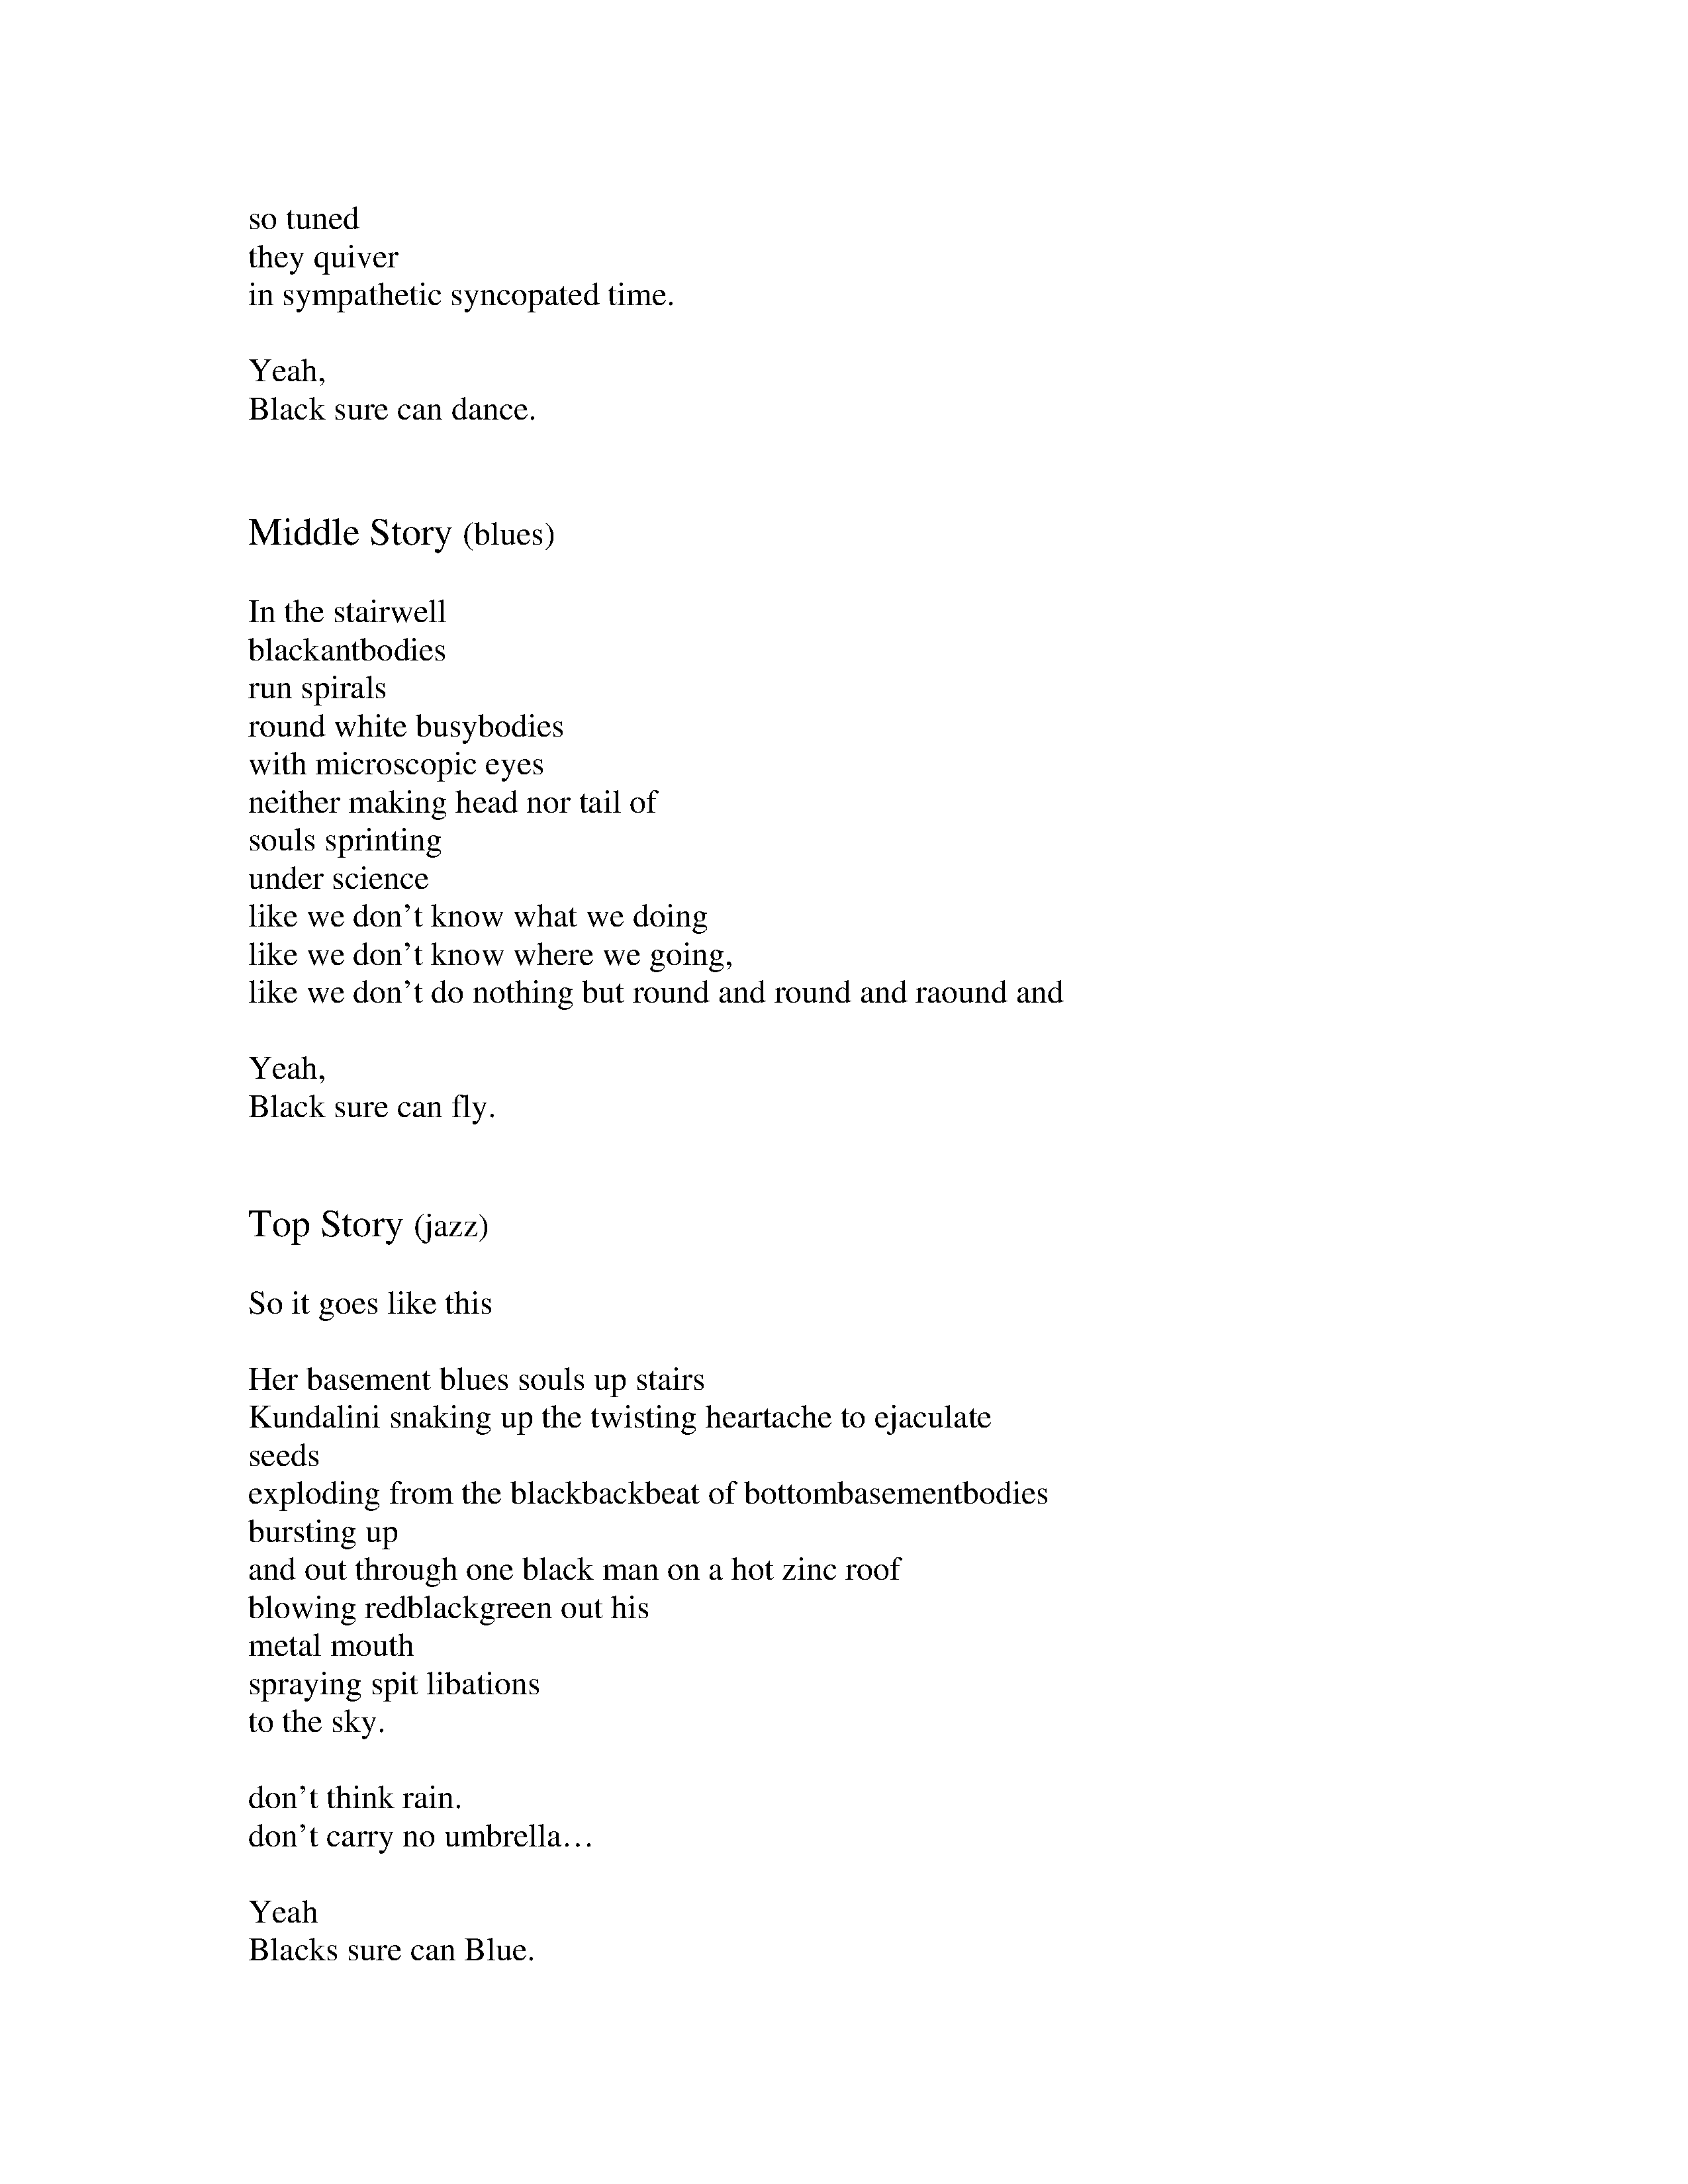 so tuned
they quiver
in sympathetic syncopated time.
Yeah,
Black sure can dance.
Middle Story (blues)
In the stairwell
blackantbodies
run spirals
round white busybodies
with microscopic eyes
neither making head nor tail of
souls sprinting
under science
like we don’t know what we doing
like we don’t know where we going,
like we don’t do nothing but round and round and raound and
Yeah,
Black sure can fly.
Top Story (jazz)
So it goes like this
Her basement blues souls up stairs
Kundalini snaking up the twisting heartache to ejaculate
seeds
exploding from the blackbackbeat of bottombasementbodies
bursting up
and out through one black man on a hot zinc roof
blowing redblackgreen out his
metal mouth
spraying spit libations
to the sky.
don’t think rain.
don’t carry no umbrella…
Yeah
Blacks sure can Blue.